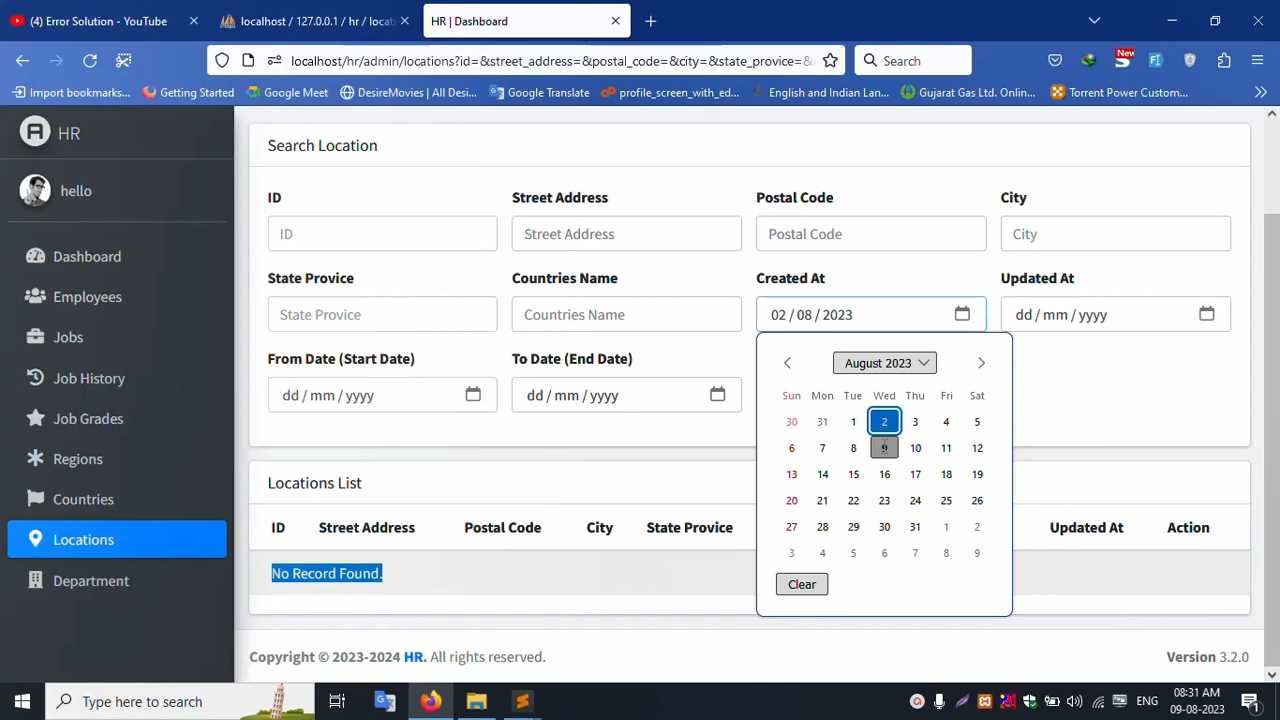 (4) Error Solution - YouTube
localhost / 127.0.0.1 / hr / locati
HR | Dashboard
localhost/hr/admin/locations?id=&street_address=&postal_code=&city=&state_provice=&
Search
New
Import bookmarks...
Getting Started
Google Meet
DesireMovies | All Desi...
Google Translate
profile_screen_with_ed...
English and Indian Lan...
Gujarat Gas Ltd. Onlin...
Torrent Power Custom...
HR
hello
Dashboard
Employees
Jobs
Job History
Job Grades
Regions
Countries
Locations
Department
Search Location
ID Street Address Postal Code City
ID Street Address Postal Code City
State Provice Countries Name Created At Updated At
State Provice Countries Name 02 / 08 / 2023 dd / mm / yyyy
From Date (Start Date) To Date (End Date)
dd / mm / yyyy dd / mm / yyyy
August 2023
Sun Mon Tue Wed Thu Fri Sat
30 31 1 2 3 4 5
6 7 8 9 10 11 12
13 14 15 16 17 18 19
20 21 22 23 24 25 26
27 28 29 30 31 1 2
3 4 5 6 7 8 9
Clear
Locations List
ID Street Address Postal Code City State Provice Updated At Action
No Record Found.
Copyright © 2023-2024 HR. All rights reserved.
Version 3.2.0
Type here to search
ENG
08:31 AM
09-08-2023
1